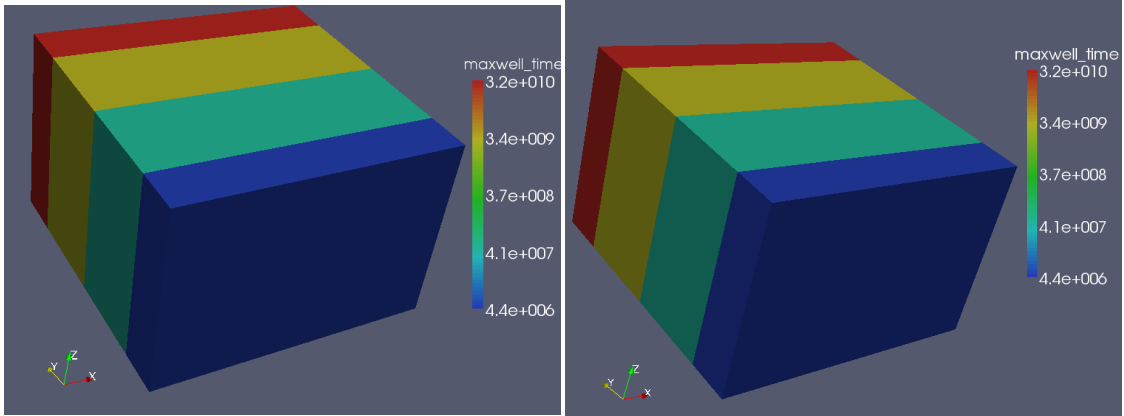 maxwell_time
3.2e+010
3.4e+009
3.7e+008
4.1e+007
4.4e+006
Z
Y
X
maxwell_time
3.2e+010
3.4e+009
3.7e+008
4.1e+007
4.4e+006
Z
Y
X